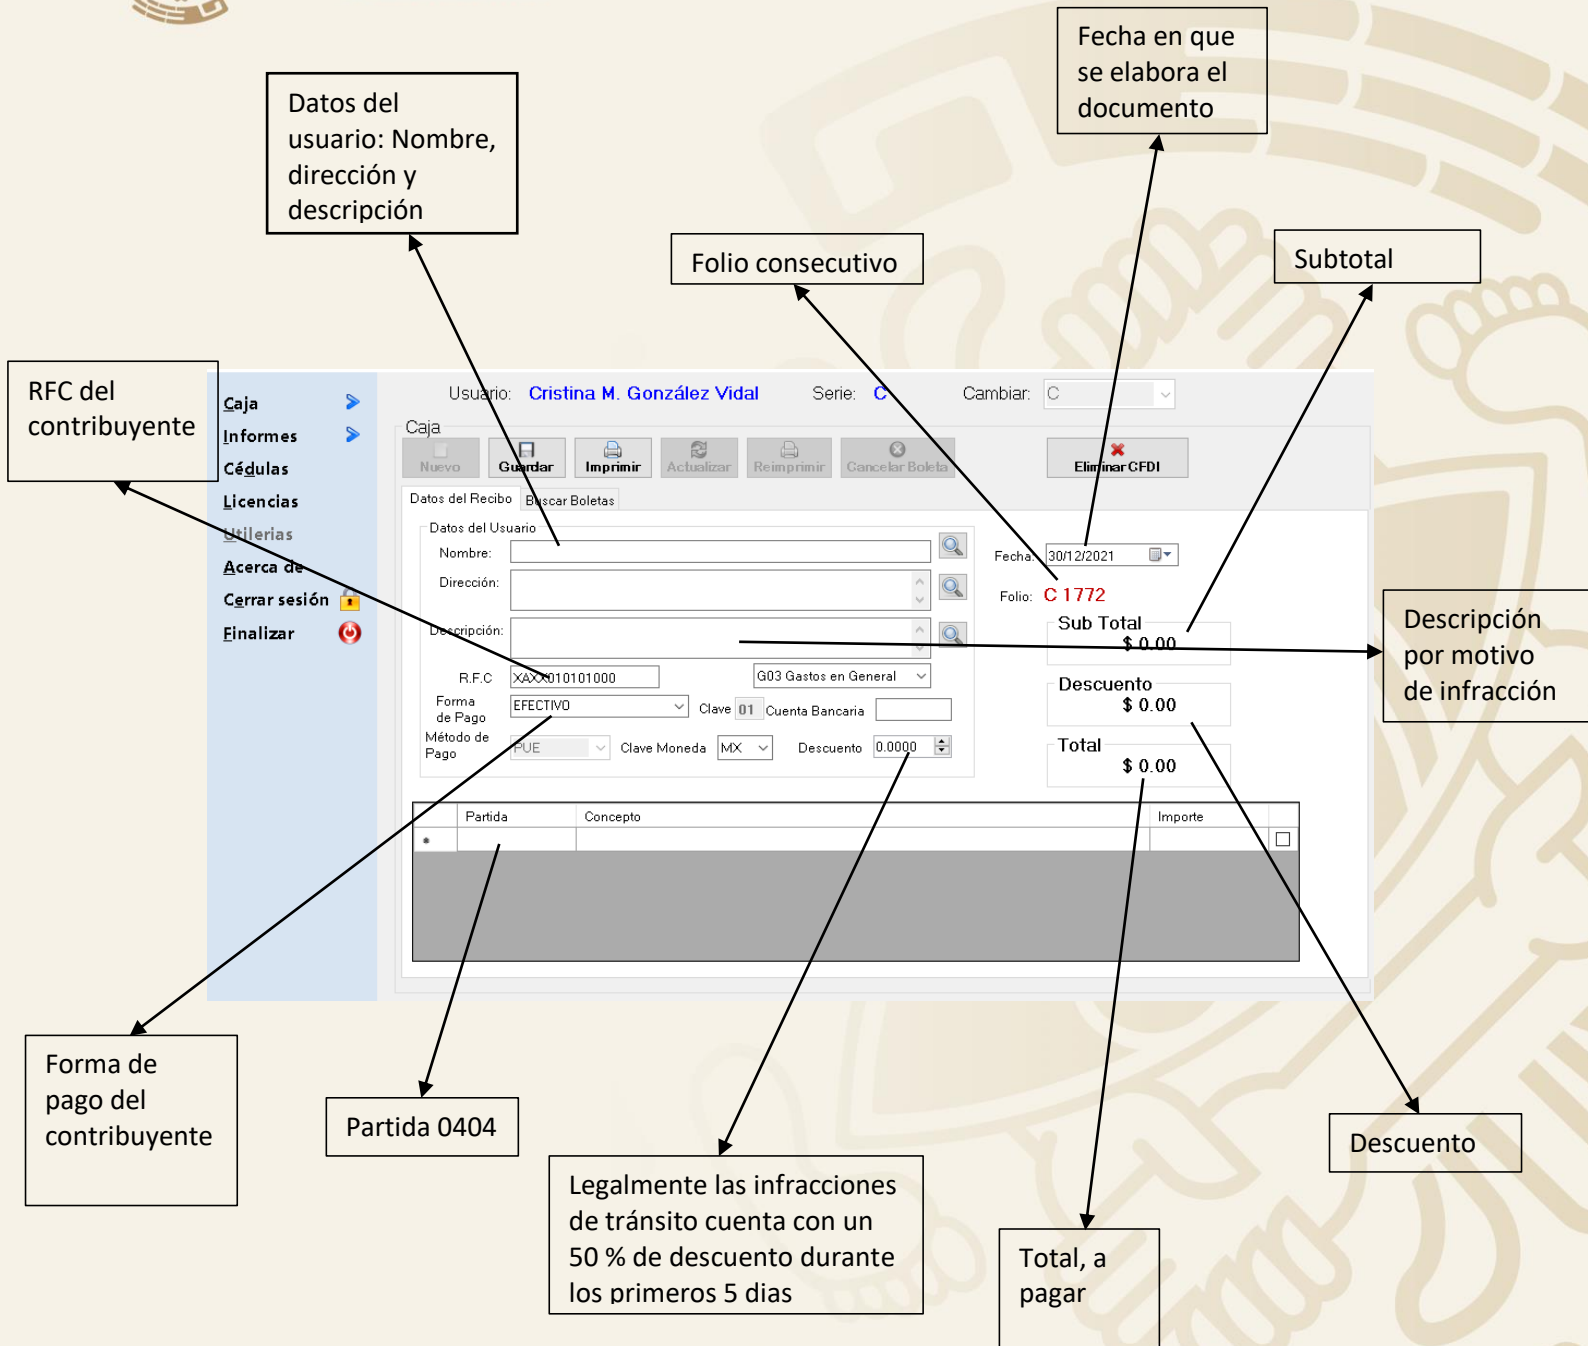 Fecha en que
se elabora el
documento
Datos del
usuario: Nombre,
dirección y
descripción
Folio consecutivo
Subtotal
RFC del
contribuyente
Caja
Informes
Cédulas
Licencias
Utilerias
Acerca de
Cerrar sesión
Finalizar
Usuario: Cristina M. González Vidal Serie: C Cambiar: C
Caja
Nuevo Guardar Imprimir Actualizar Reimprimir Cancelar Boleta Eliminar CFDI
Datos del Recibo Buscar Boletas
Datos del Usuario
Nombre:
Fecha: 30/12/2021
Dirección:
Folio: C 1772
Descripción:
Sub Total
$ 0.00
R.F.C XAXX010101000 G03 Gastos en General
Descuento
$ 0.00
Forma
de Pago EFECTIVO Clave 01 Cuenta Bancaria
Método de
Pago PUE Clave Moneda MX Descuento 0.0000
Total
$ 0.00
Partida Concepto Importe
Descripción
por motivo
de infracción
Forma de
pago del
contribuyente
Partida 0404
Legalmente las infracciones
de tránsito cuenta con un
50 % de descuento durante
los primeros 5 dias
Total, a
pagar
Descuento